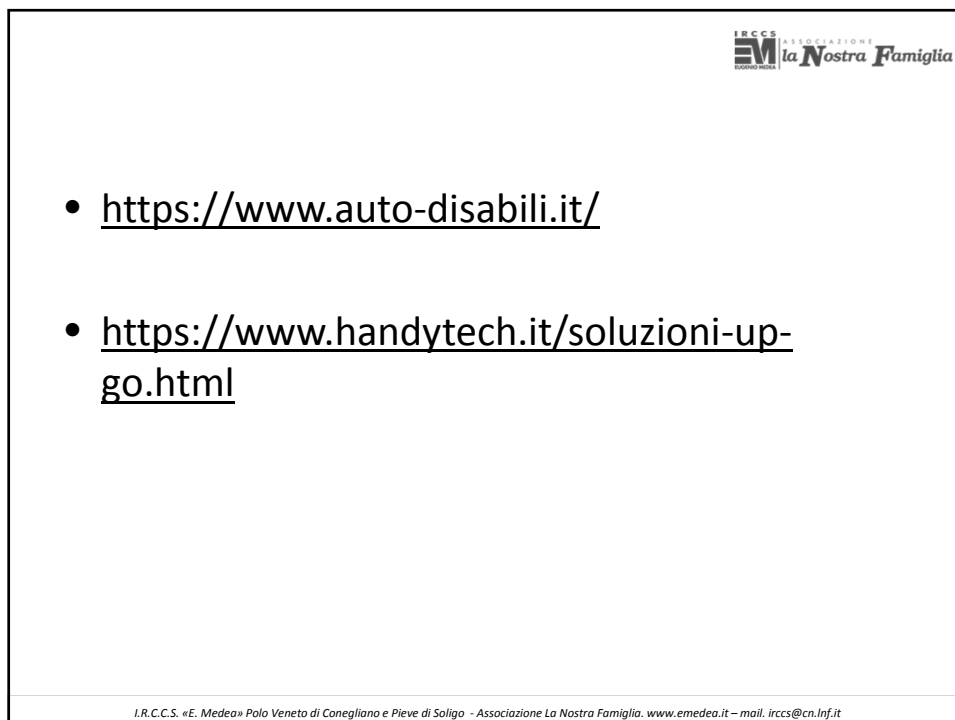 IRCCS
EUGENIO MEDEA
ASSOCIAZIONE
la Nostra Famiglia
• https://www.auto-disabili.it/
• https://www.handytech.it/soluzioni-up-
go.html
I.R.C.C.S. «E. Medea» Polo Veneto di Conegliano e Pieve di Soligo - Associazione La Nostra Famiglia. www.emedea.it – mail. irccs@cn.lnf.it